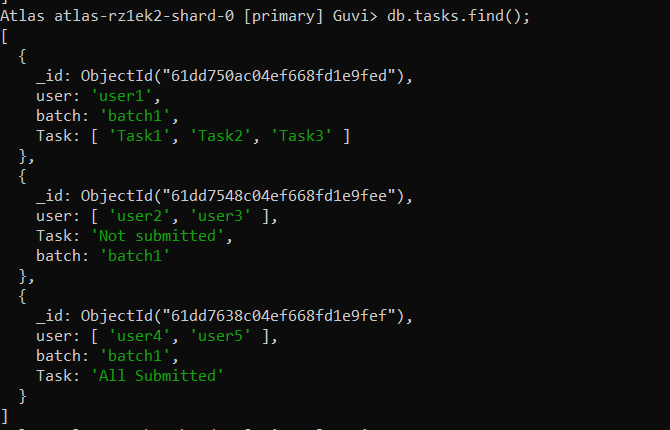 Atlas atlas-rz1ek2-shard-0 [primary] Guvi> db.tasks.find();
[
  {
    _id: ObjectId("61dd750ac04ef668fd1e9fed"),
    user: 'user1',
    batch: 'batch1',
    Task: [ 'Task1', 'Task2', 'Task3' ]
  },
  {
    _id: ObjectId("61dd7548c04ef668fd1e9fee"),
    user: [ 'user2', 'user3' ],
    Task: 'Not submitted',
    batch: 'batch1'
  },
  {
    _id: ObjectId("61dd7638c04ef668fd1e9fef"),
    user: [ 'user4', 'user5' ],
    batch: 'batch1',
    Task: 'All Submitted'
  }
]